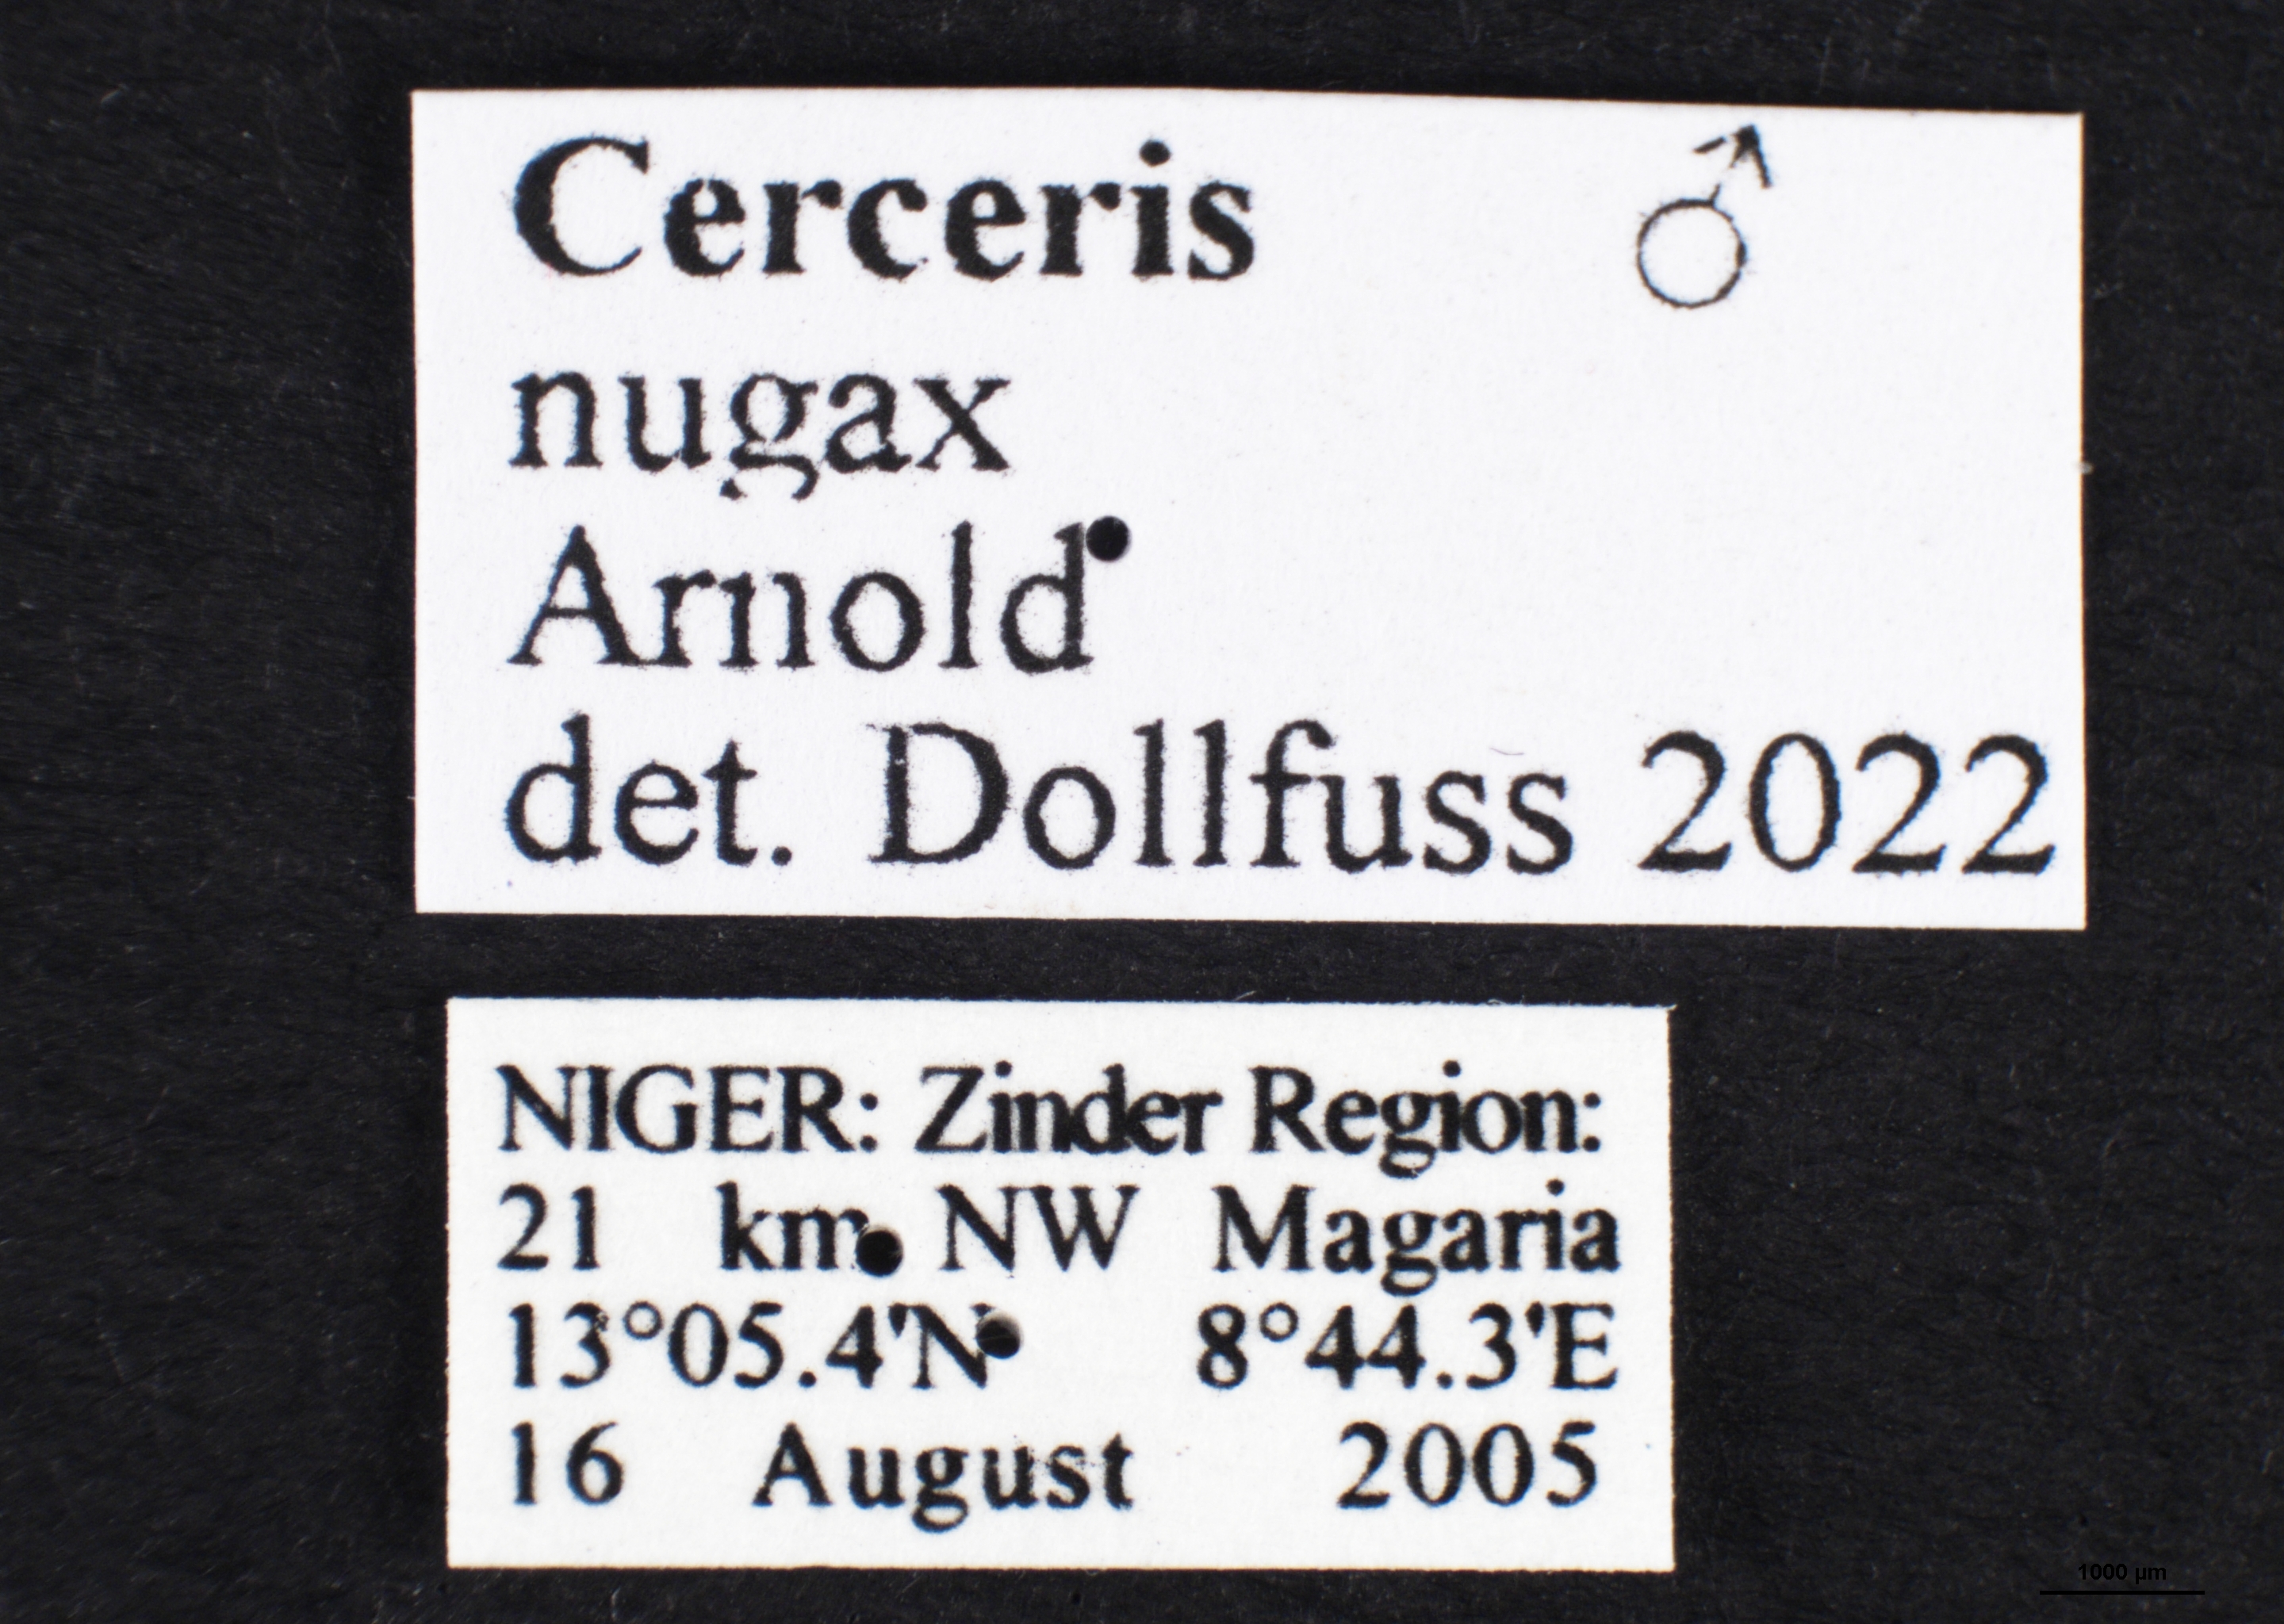 Cerceris ♂
nugax
Arnold
det. Dollfuss 2022
NIGER: Zinder Region:
21 km NW Magaria
13°05.4'N 8°44.3'E
16 August 2005
1000 µm